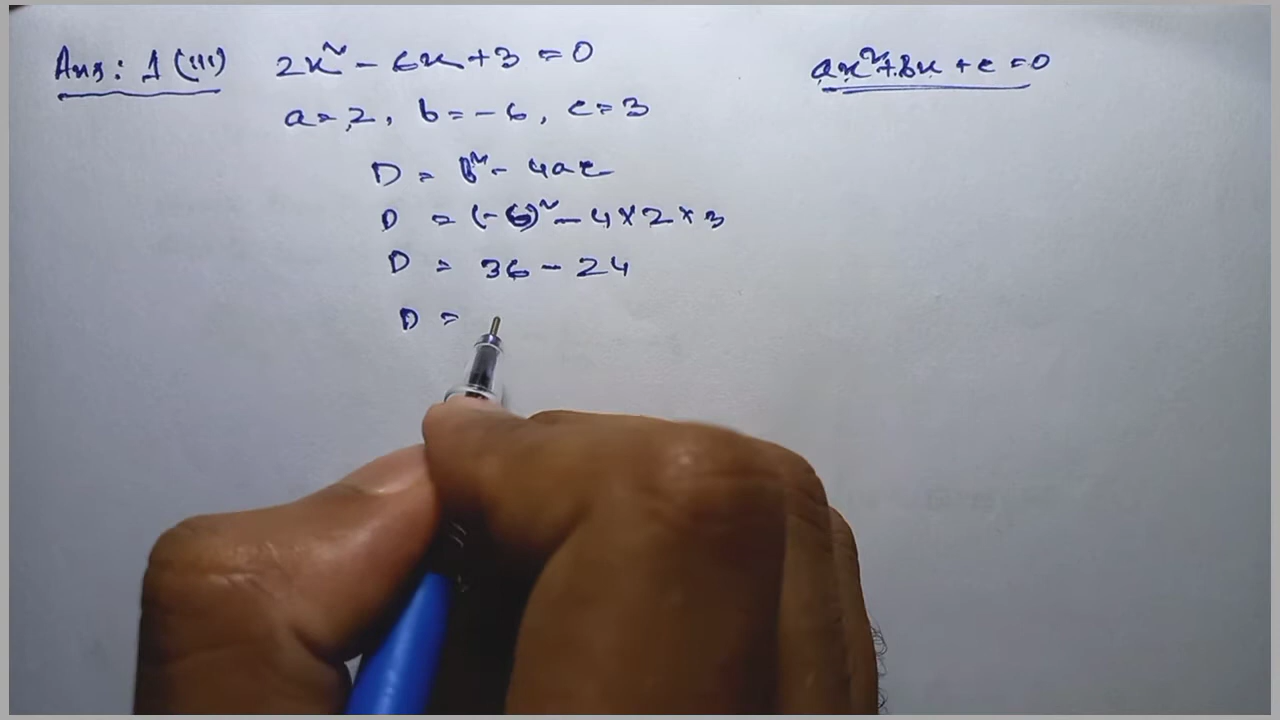 Ans: 1 (iii) 2x² - 6x + 3 = 0
ax² + bx + c = 0
a = 2, b = -6, c = 3
D = b² - 4ac
D = (-6)² - 4 × 2 × 3
D = 36 - 24
D =